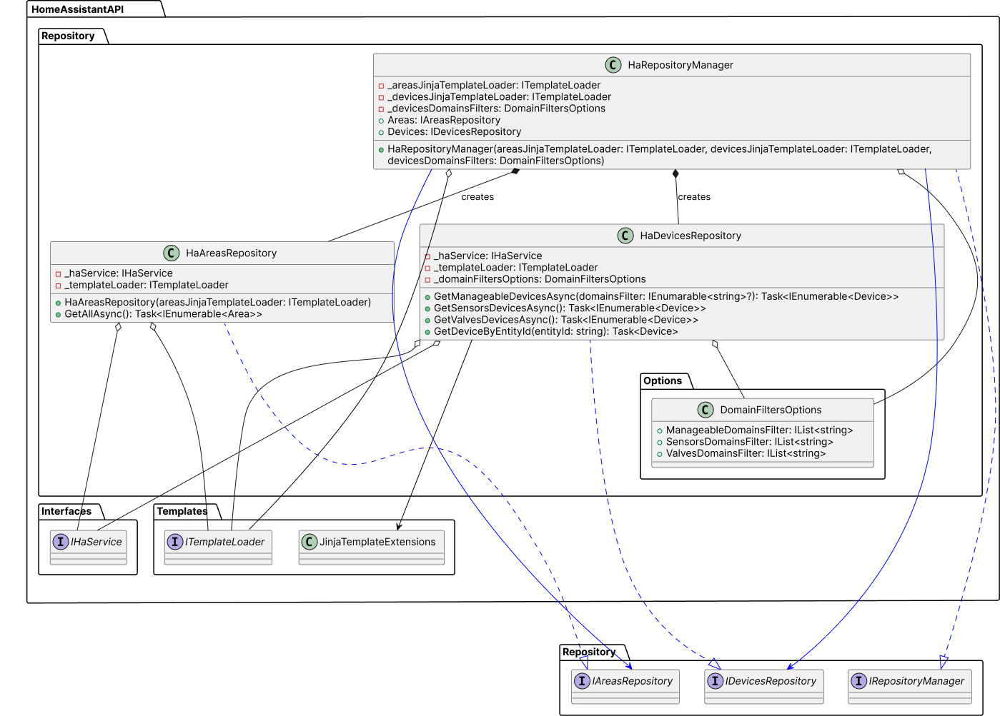 HomeAssistantAPI
Repository
C HaRepositoryManager
_areasJinjaTemplateLoader: ITemplateLoader
_devicesJinjaTemplateLoader: ITemplateLoader
_devicesDomainsFilters: DomainFiltersOptions
Areas: IAreasRepository
Devices: IDevicesRepository
HaRepositoryManager(areasJinjaTemplateLoader: ITemplateLoader, devicesJinjaTemplateLoader: ITemplateLoader,
devicesDomainsFilters: DomainFiltersOptions)
creates
creates
C HaAreasRepository
_haService: IHaService
_templateLoader: ITemplateLoader
HaAreasRepository(areasJinjaTemplateLoader: ITemplateLoader)
GetAllAsync(): Task<IEnumerable<Area>>
C HaDevicesRepository
_haService: IHaService
_templateLoader: ITemplateLoader
_domainFiltersOptions: DomainFiltersOptions
GetManageableDevicesAsync(domainsFilter: IEnumarable<string>?): Task<IEnumerable<Device>>
GetSensorsDevicesAsync(): Task<IEnumerable<Device>>
GetValvesDevicesAsync(): Task<IEnumerable<Device>>
GetDeviceByEntityId(entityId: string): Task<Device>
Options
C DomainFiltersOptions
ManageableDomainsFilter: IList<string>
SensorsDomainsFilter: IList<string>
ValvesDomainsFilter: IList<string>
Interfaces
I IHaService
Templates
I ITemplateLoader
C JinjaTemplateExtensions
Repository
I IAreasRepository
I IDevicesRepository
I IRepositoryManager